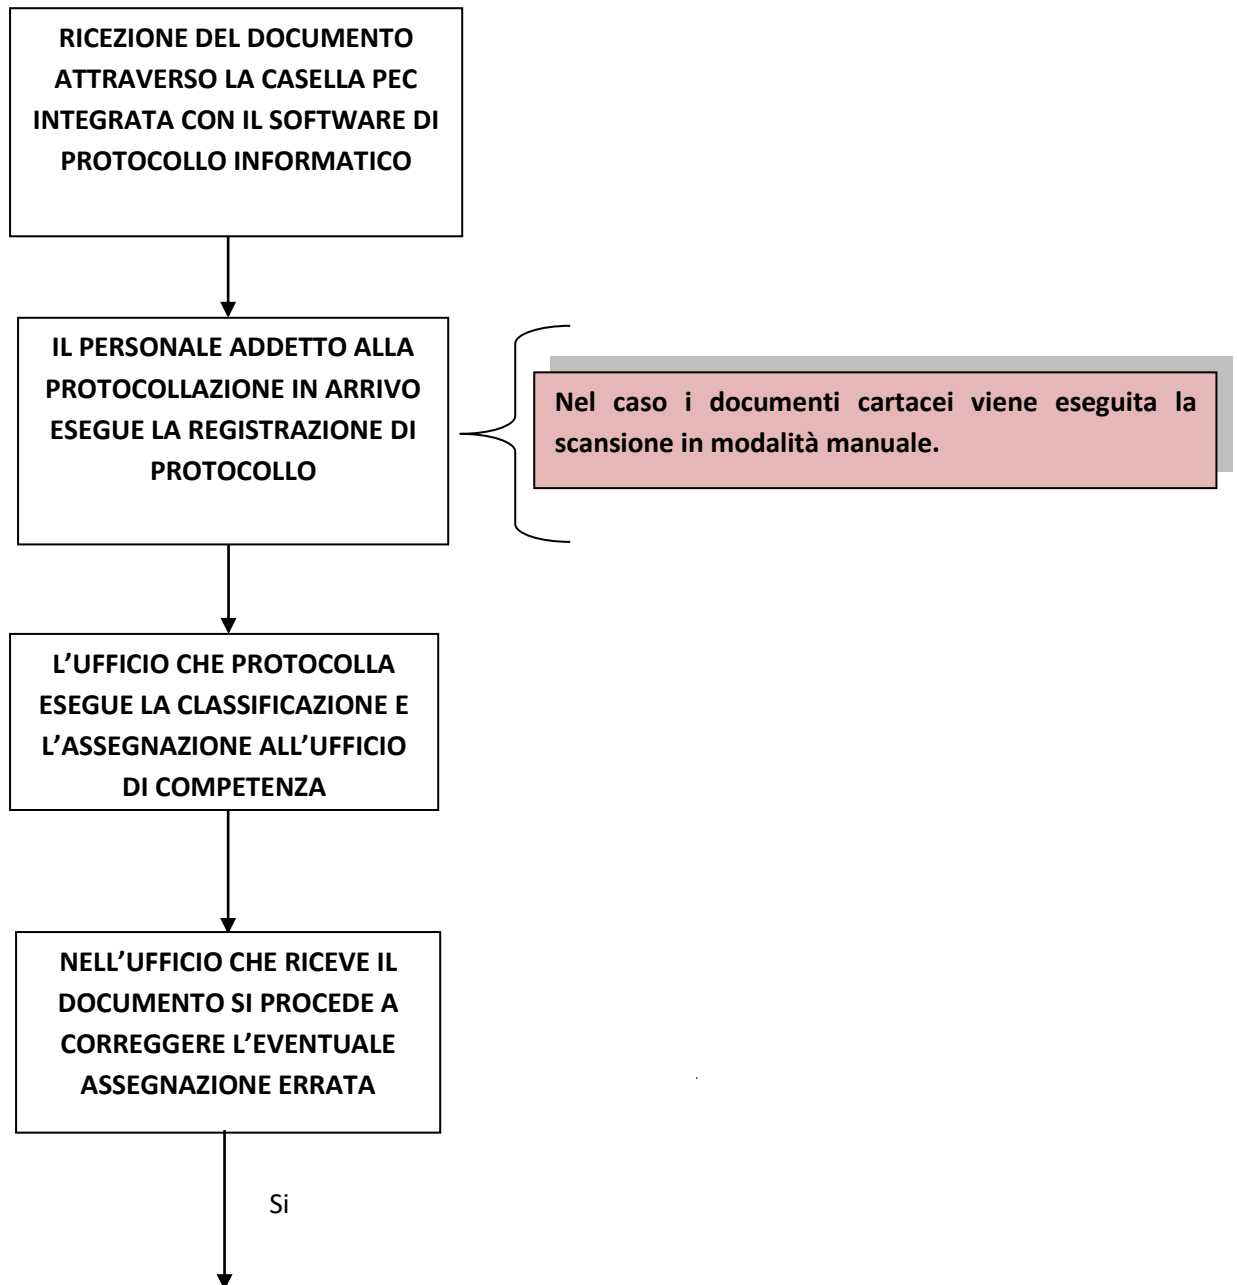 RICEZIONE DEL DOCUMENTO
ATTRAVERSO LA CASELLA PEC
INTEGRATA CON IL SOFTWARE DI
PROTOCOLLO INFORMATICO
IL PERSONALE ADDETTO ALLA
PROTOCOLLAZIONE IN ARRIVO
ESEGUE LA REGISTRAZIONE DI
PROTOCOLLO
Nel caso i documenti cartacei viene eseguita la
scansione in modalità manuale.
L’UFFICIO CHE PROTOCOLLA
ESEGUE LA CLASSIFICAZIONE E
L’ASSEGNAZIONE ALL’UFFICIO
DI COMPETENZA
NELL’UFFICIO CHE RICEVE IL
DOCUMENTO SI PROCEDE A
CORREGGERE L’EVENTUALE
ASSEGNAZIONE ERRATA
Si